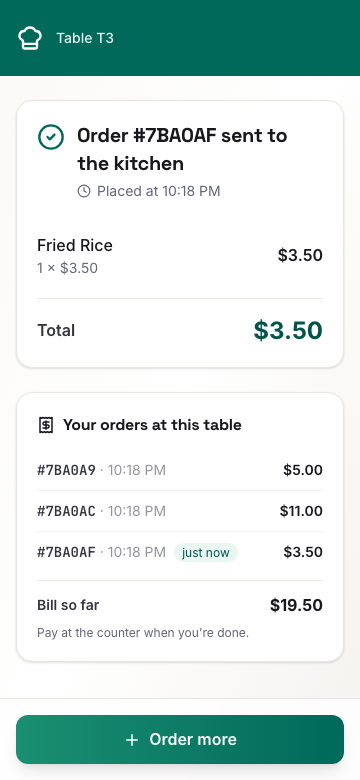 Table T3
Order #7BA0AF sent to
the kitchen
Placed at 10:18 PM
Fried Rice
$3.50
1 × $3.50
Total
$3.50
Your orders at this table
#7BA0A9 · 10:18 PM
$5.00
#7BA0AC · 10:18 PM
$11.00
#7BA0AF · 10:18 PM just now
$3.50
Bill so far
$19.50
Pay at the counter when you're done.
Order more